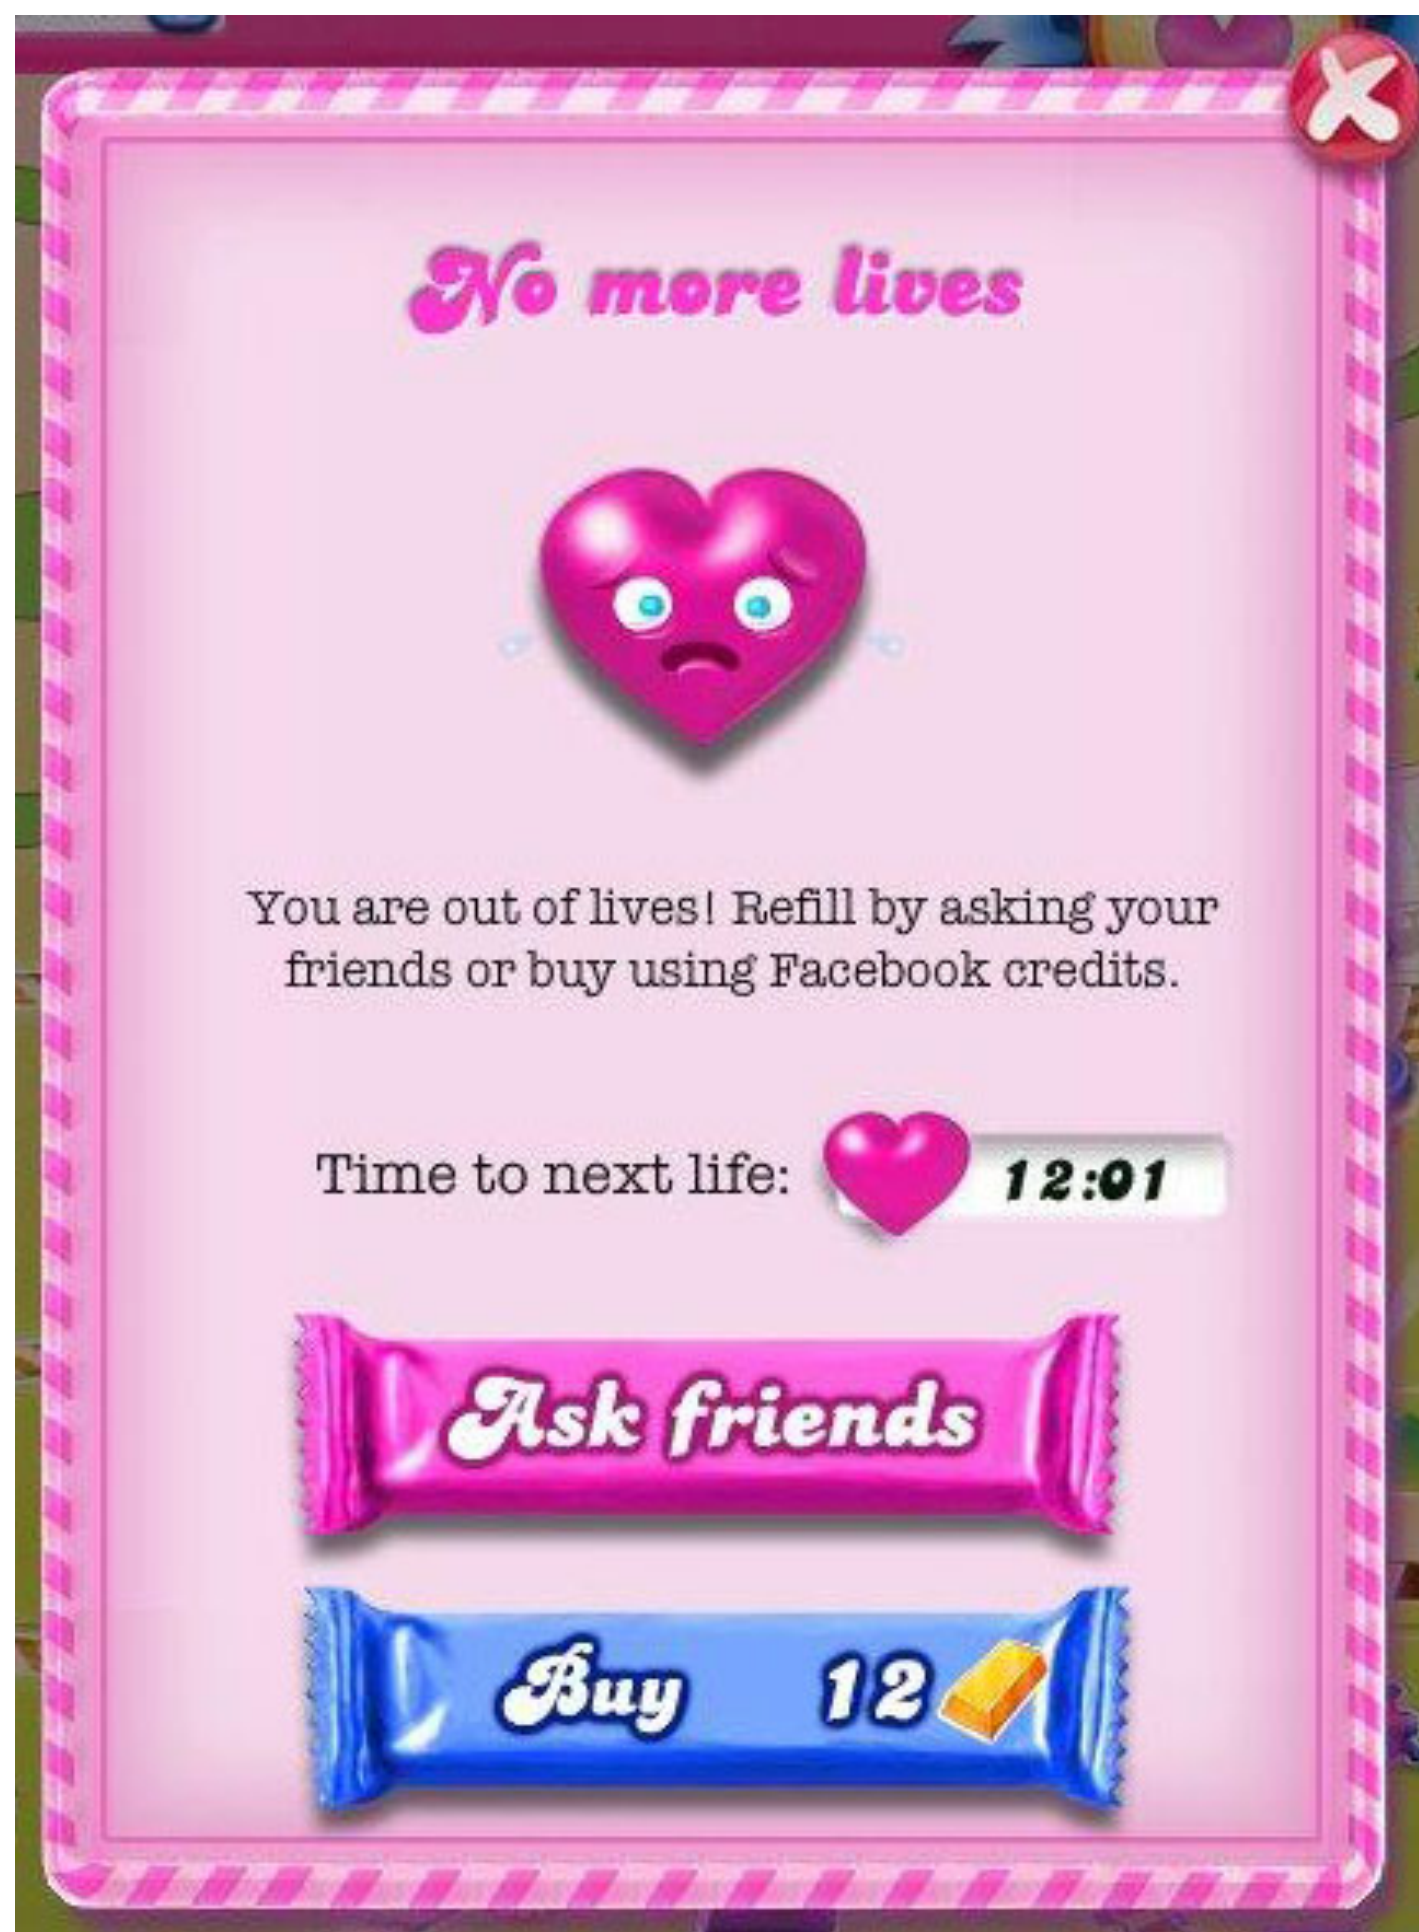 No more lives
You are out of lives! Refill by asking your
friends or buy using Facebook credits.
Time to next life: 12:01
Ask friends
Buy 12